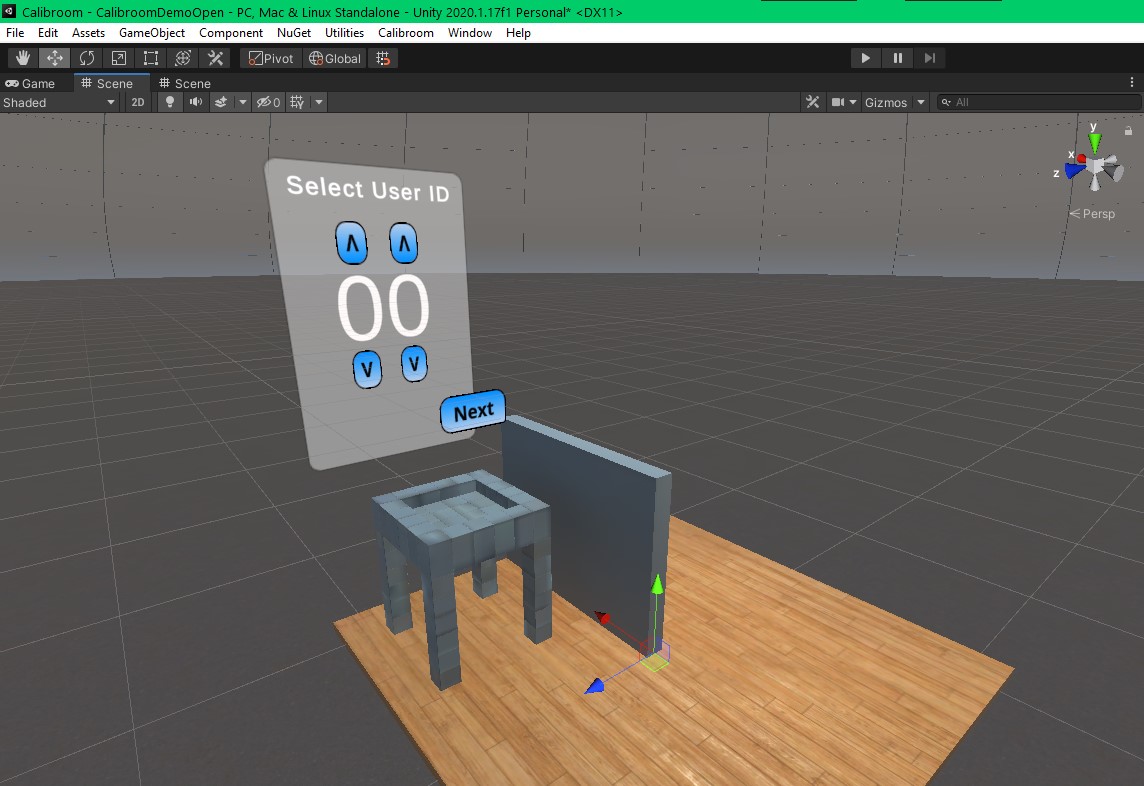 Calibroom - CalibroomDemoOpen - PC, Mac & Linux Standalone - Unity 2020.1.17f1 Personal* <DX11>
File Edit Assets GameObject Component NuGet Utilities Calibroom Window Help
Pivot Global
Game Scene Scene
Shaded 2D 0 Gizmos All
y
x
z
Persp
Select User ID
Λ Λ
00
V V
Next